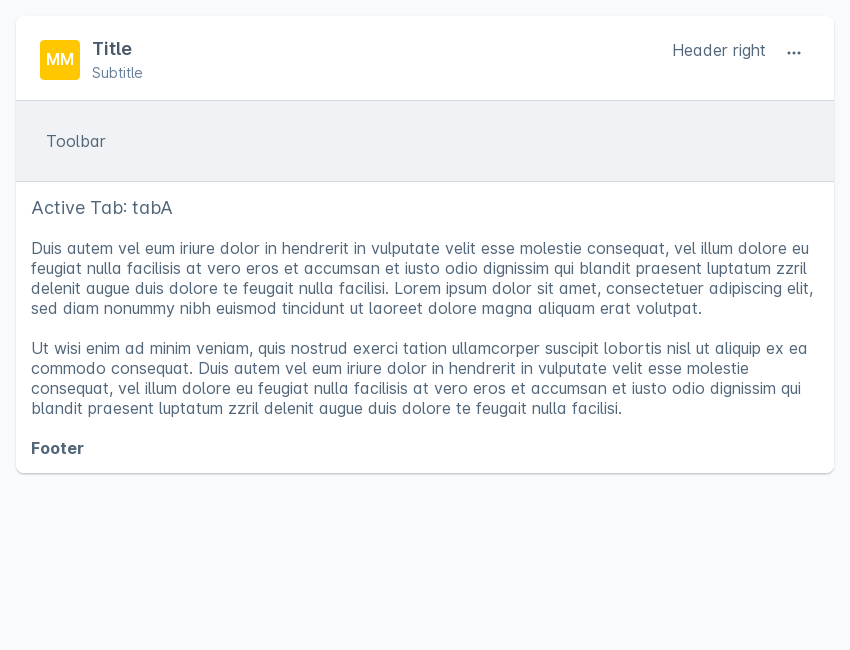 MM
Title
Subtitle
Header right
Toolbar
Active Tab: tabA
Duis autem vel eum iriure dolor in hendrerit in vulputate velit esse molestie consequat, vel illum dolore eu
feugiat nulla facilisis at vero eros et accumsan et iusto odio dignissim qui blandit praesent luptatum zzril
delenit augue duis dolore te feugait nulla facilisi. Lorem ipsum dolor sit amet, consectetuer adipiscing elit,
sed diam nonummy nibh euismod tincidunt ut laoreet dolore magna aliquam erat volutpat.
Ut wisi enim ad minim veniam, quis nostrud exerci tation ullamcorper suscipit lobortis nisl ut aliquip ex ea
commodo consequat. Duis autem vel eum iriure dolor in hendrerit in vulputate velit esse molestie
consequat, vel illum dolore eu feugiat nulla facilisis at vero eros et accumsan et iusto odio dignissim qui
blandit praesent luptatum zzril delenit augue duis dolore te feugait nulla facilisi.
Footer